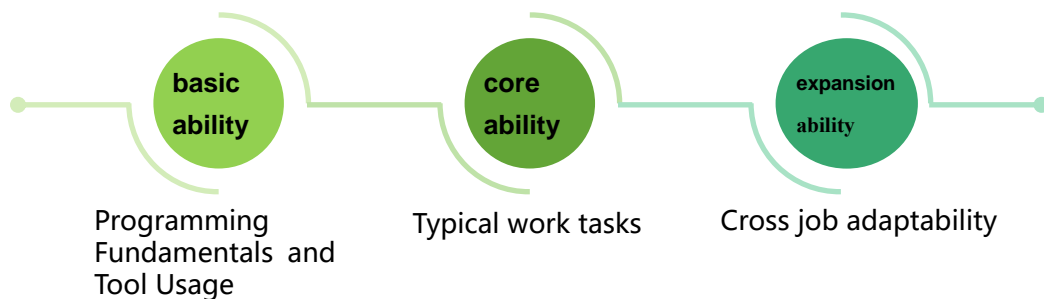 basic
ability
core
ability
expansion
ability
Programming
Fundamentals and
Tool Usage
Typical work tasks
Cross job adaptability